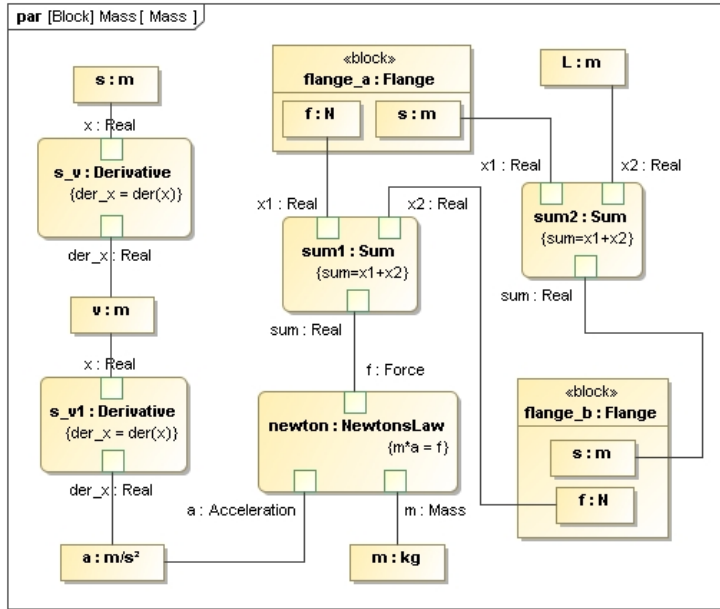 par [Block] Mass [ Mass ]
s : m
x : Real
s_v : Derivative
{der_x = der(x)}
der_x : Real
v : m
x : Real
s_v1 : Derivative
{der_x = der(x)}
der_x : Real
a : m/s²
«block»
flange_a : Flange
f : N
s : m
x1 : Real
x2 : Real
sum1 : Sum
{sum=x1+x2}
sum : Real
f : Force
newton : NewtonsLaw
{m*a = f}
a : Acceleration
m : Mass
m : kg
L : m
x1 : Real
x2 : Real
sum2 : Sum
{sum=x1+x2}
sum : Real
«block»
flange_b : Flange
s : m
f : N